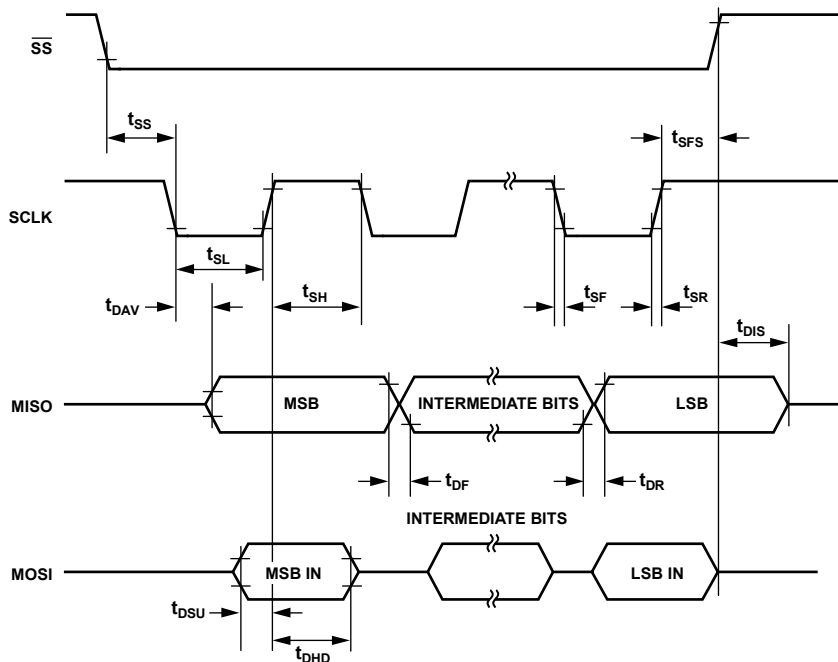 SS
tSS
tSFS
SCLK
tSL
tSH
tSF
tSR
tDAV
tDIS
MISO
MSB
INTERMEDIATE BITS
LSB
tDF
tDR
INTERMEDIATE BITS
MOSI
MSB IN
LSB IN
tDSU
tDHD